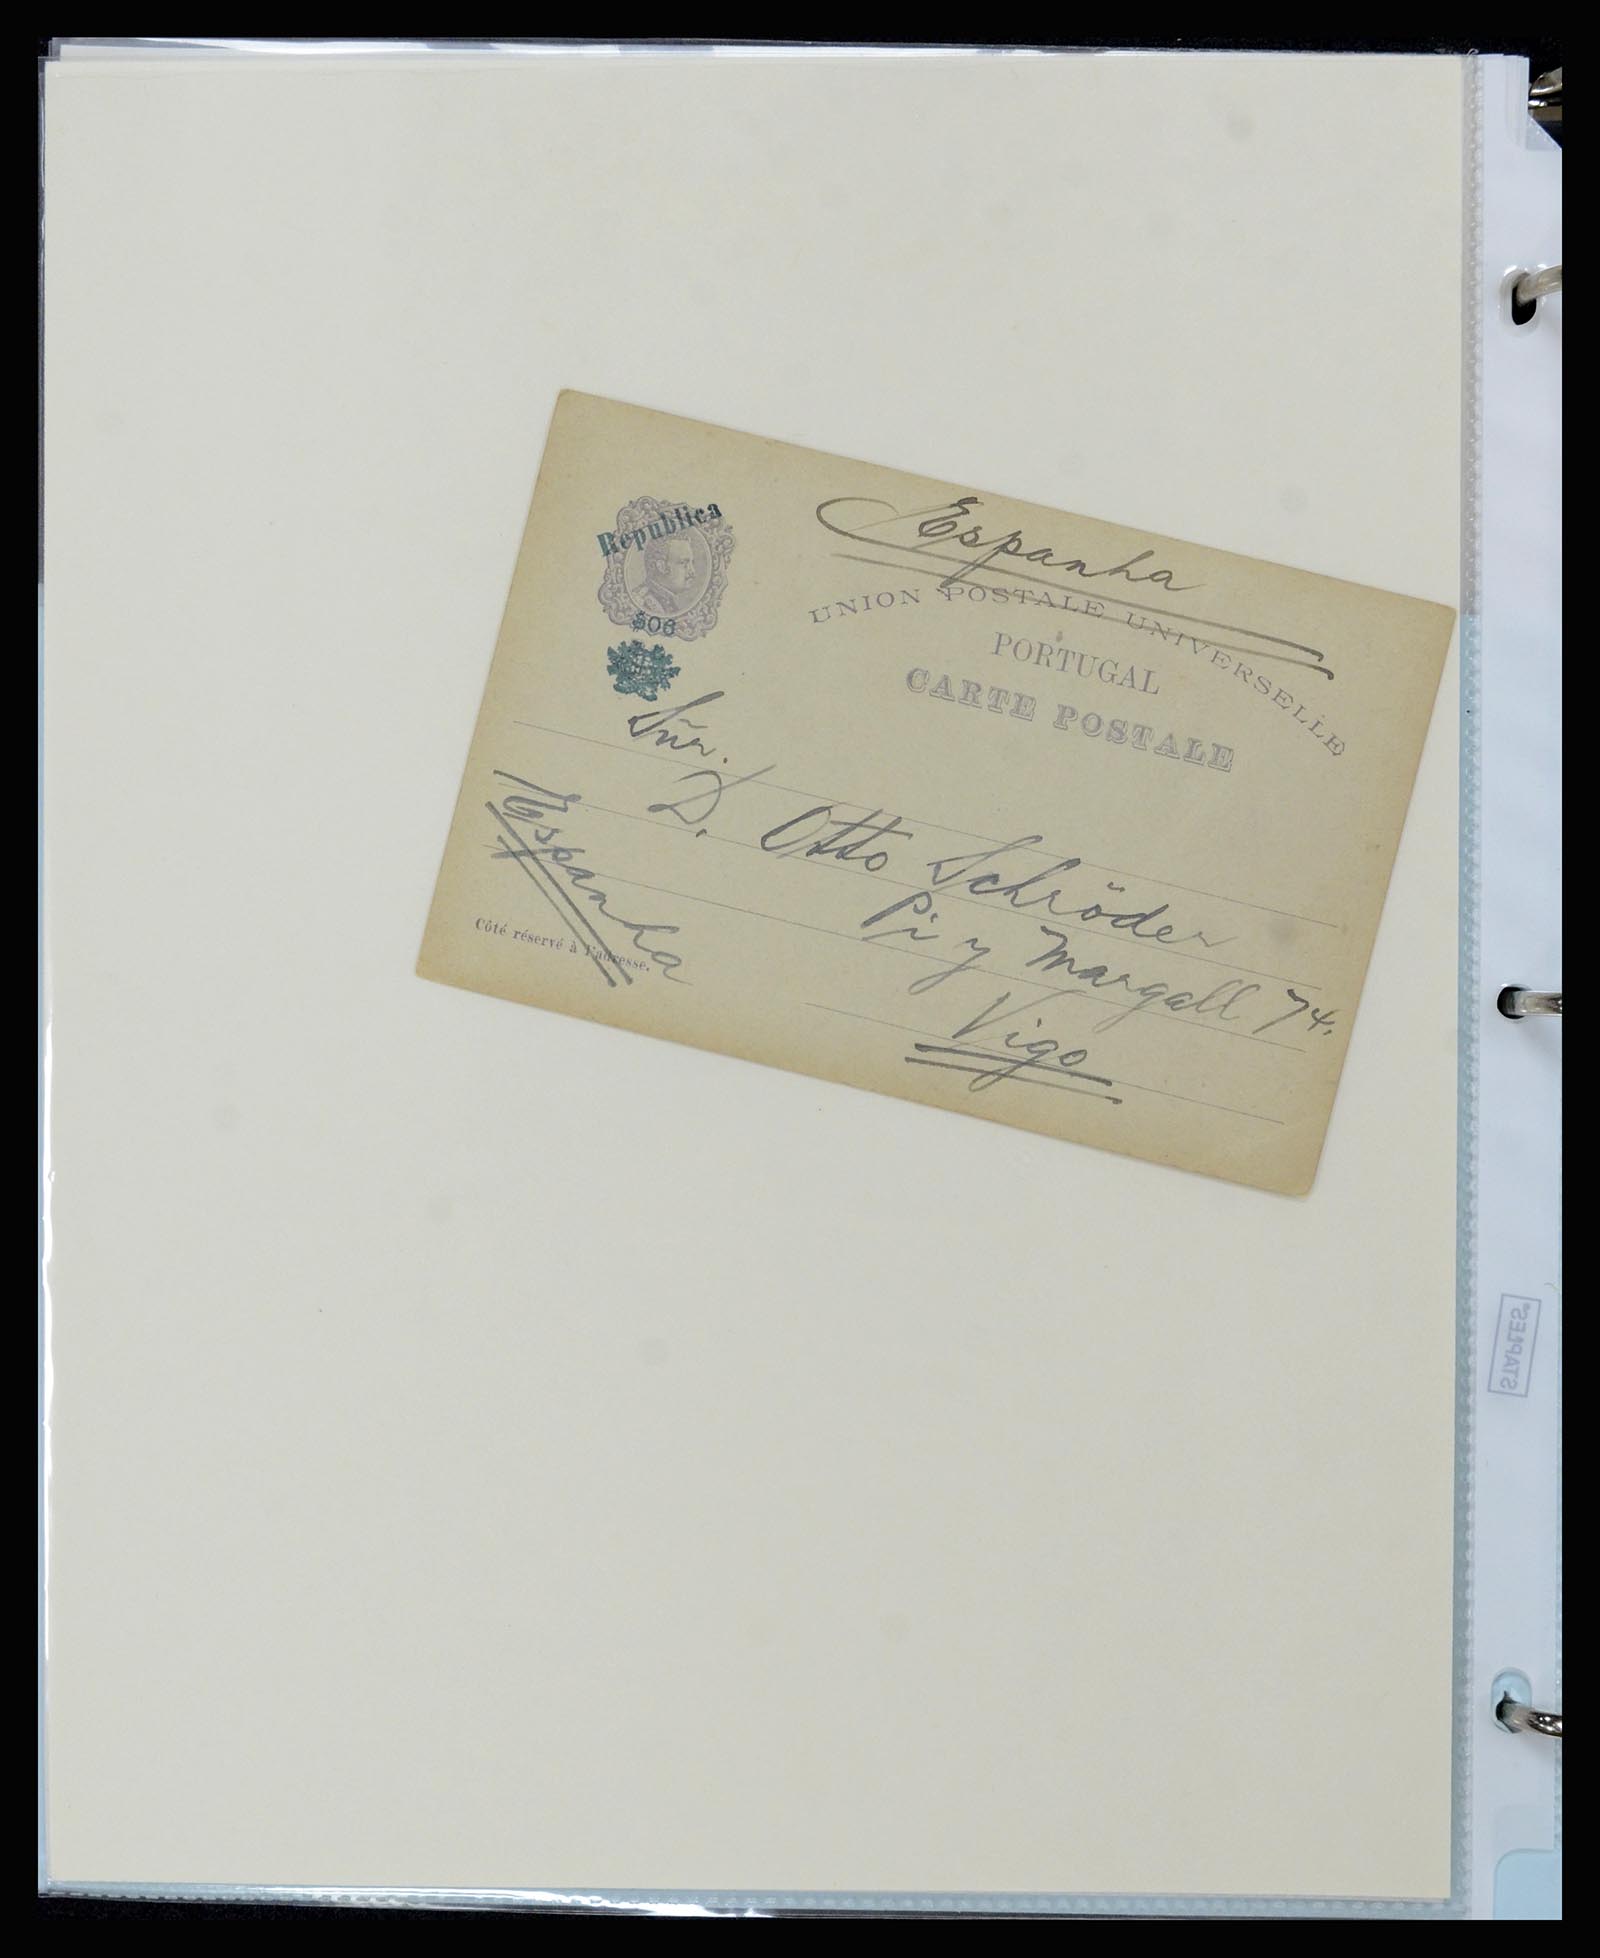 Espanha
UNION POSTALE UNIVERSELLE
PORTUGAL
CARTE POSTALE
Republica
$06
Snr.
D. Otto Schröder
Pi y Margall 74.
Vigo
Espanha
Côté réservé à l'adresse.
STAPLES